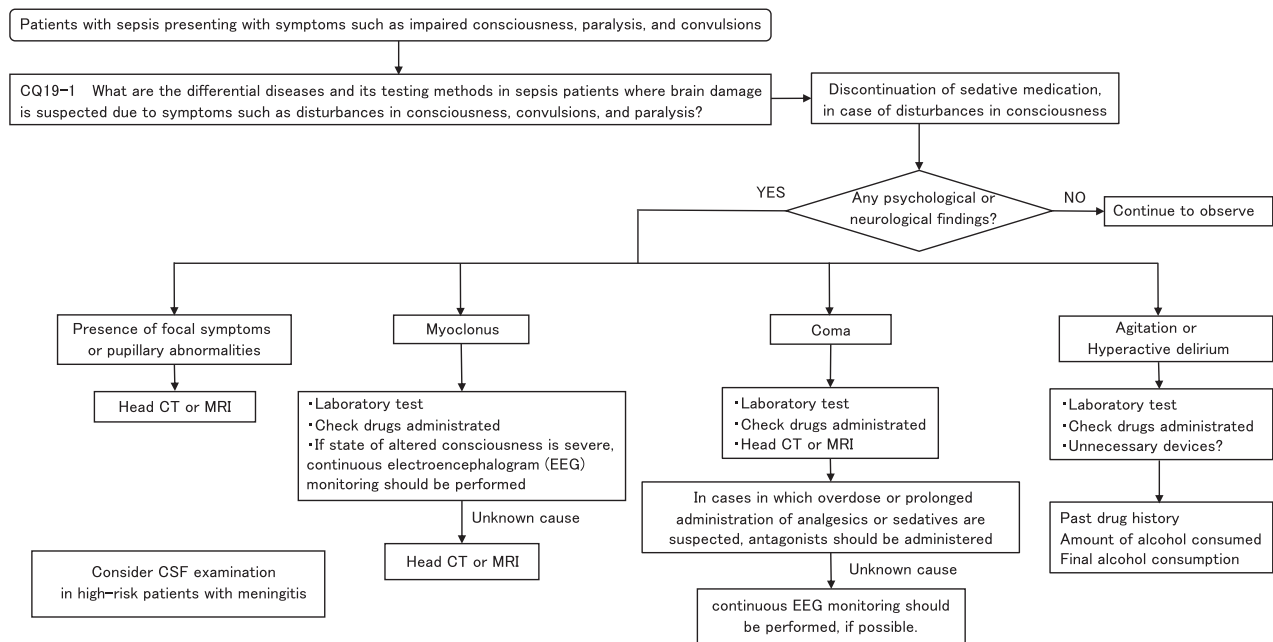 Patients with sepsis presenting with symptoms such as impaired consciousness, paralysis, and convulsions
CQ19-1 What are the differential diseases and its testing methods in sepsis patients where brain damage
is suspected due to symptoms such as disturbances in consciousness, convulsions, and paralysis?
Discontinuation of sedative medication,
in case of disturbances in consciousness
YES
Any psychological or
neurological findings?
NO
Continue to observe
Presence of focal symptoms
or pupillary abnormalities
Head CT or MRI
Myoclonus
・Laboratory test
・Check drugs administrated
・If state of altered consciousness is severe,
continuous electroencephalogram (EEG)
monitoring should be performed
Unknown cause
Head CT or MRI
Coma
・Laboratory test
・Check drugs administrated
・Head CT or MRI
In cases in which overdose or prolonged
administration of analgesics or sedatives are
suspected, antagonists should be administered
Unknown cause
continuous EEG monitoring should
be performed, if possible.
Agitation or
Hyperactive delirium
・Laboratory test
・Check drugs administrated
・Unnecessary devices?
Past drug history
Amount of alcohol consumed
Final alcohol consumption
Consider CSF examination
in high-risk patients with meningitis